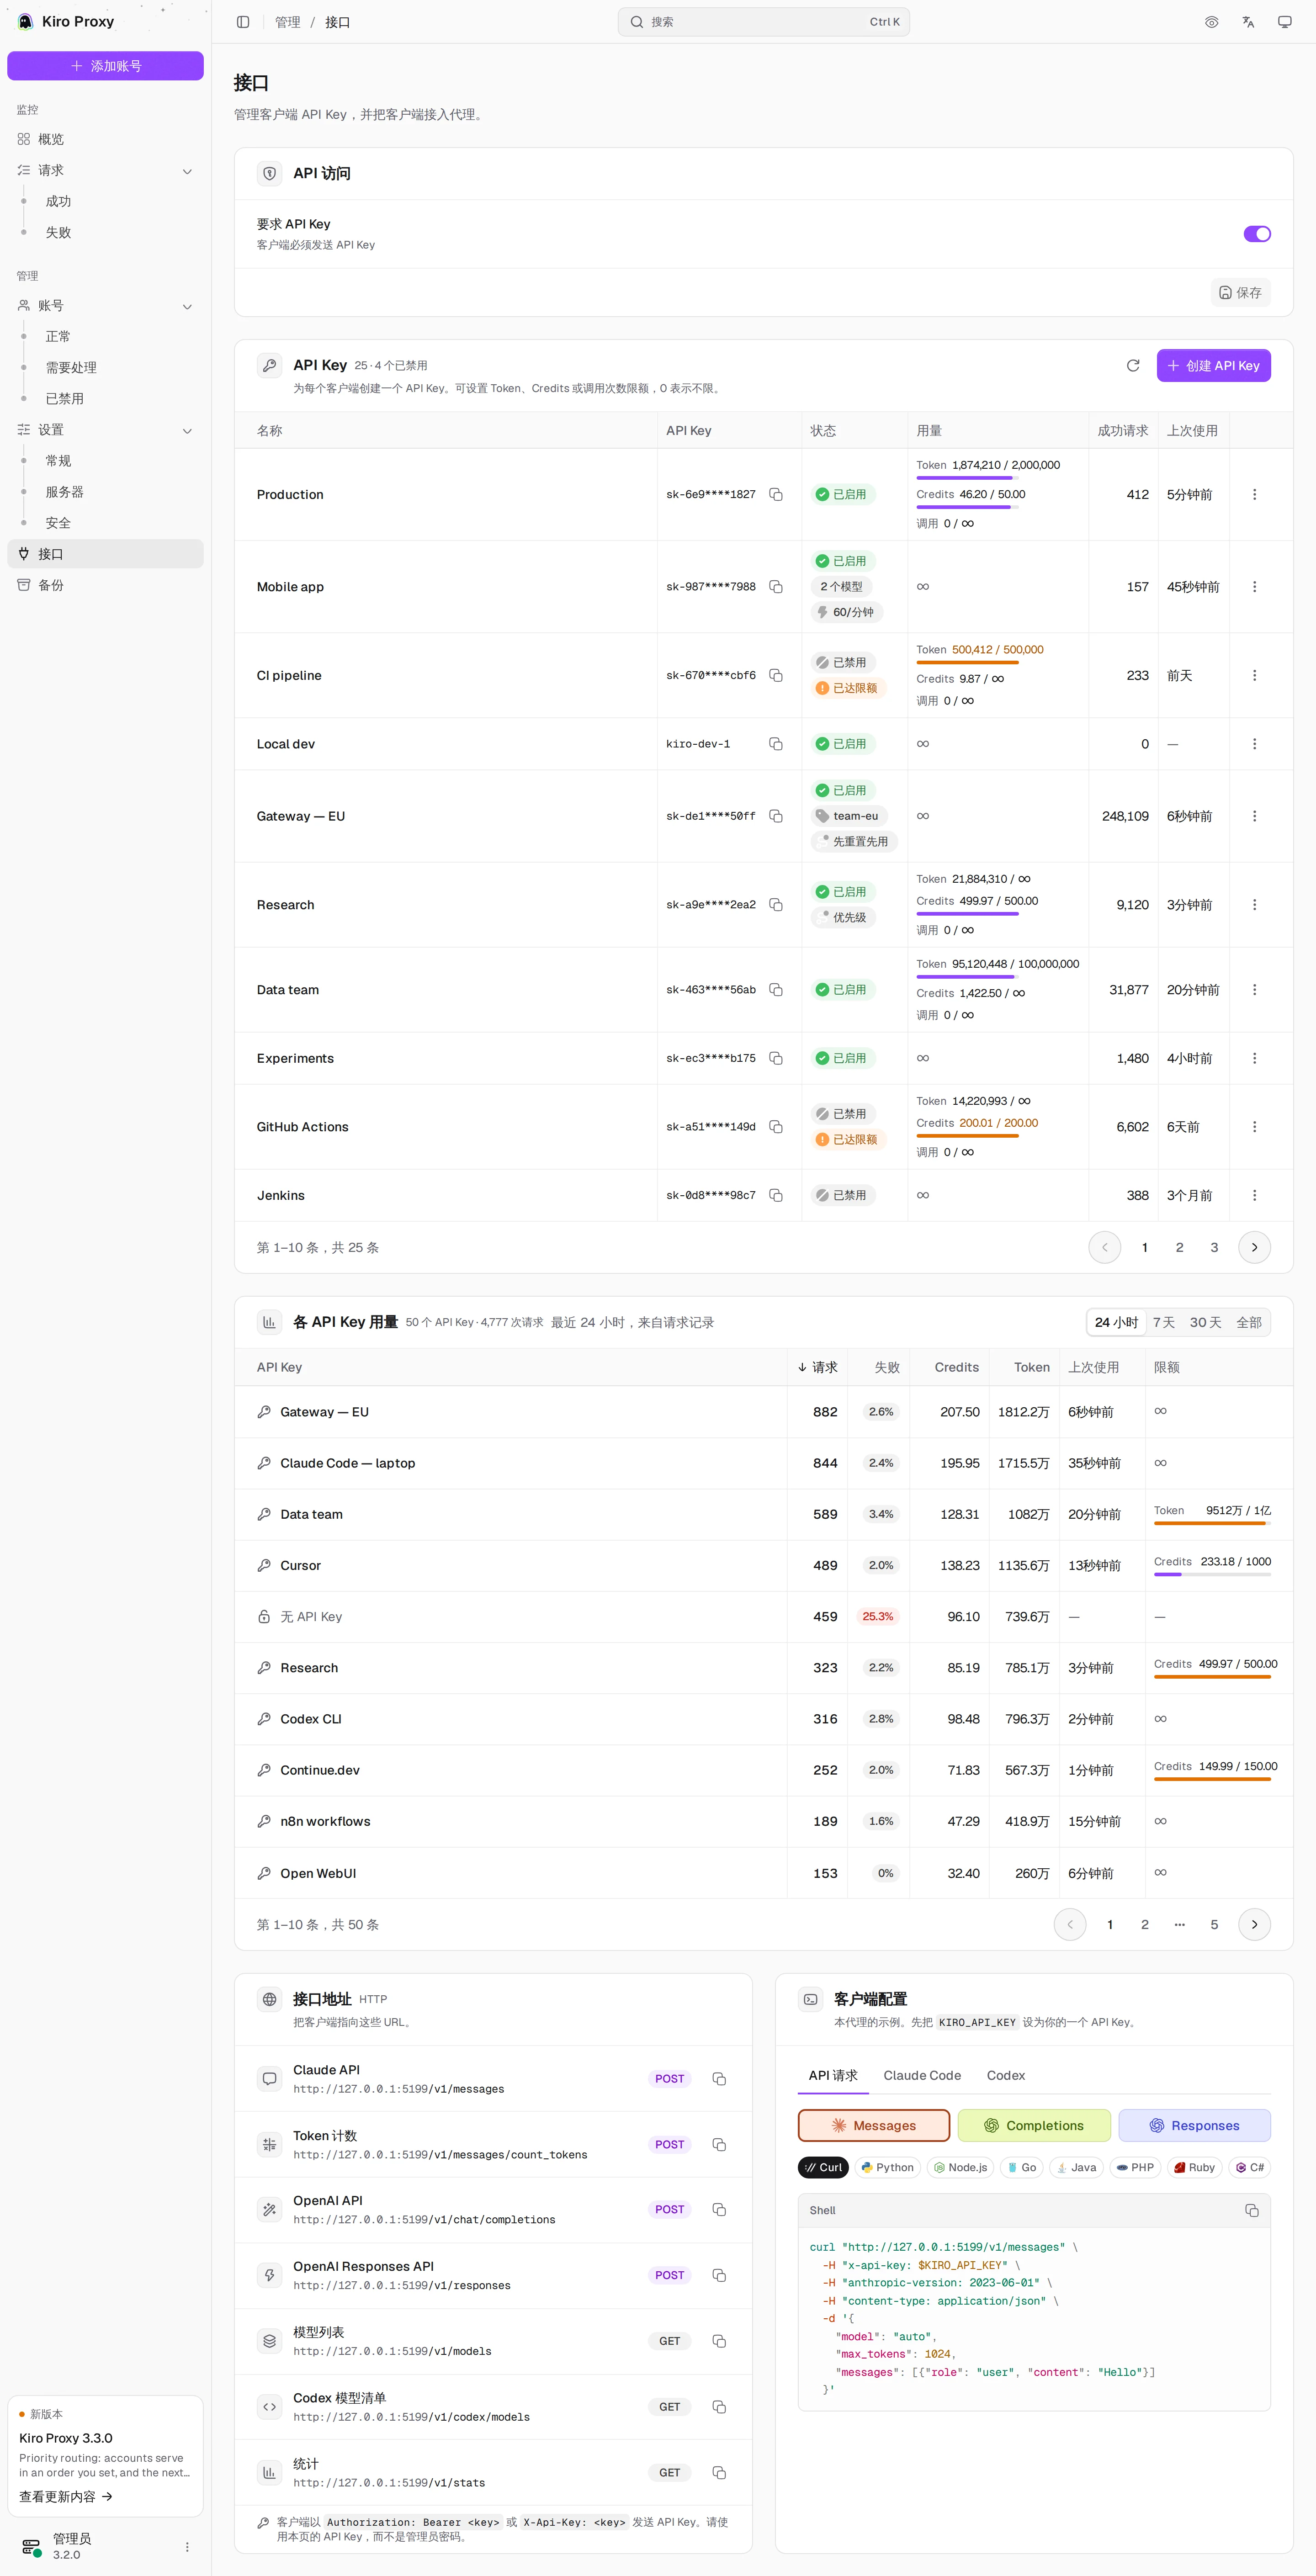 Kiro Proxy
添加账号
监控
概览
请求
成功
失败
管理
账号
正常
需要处理
已禁用
设置
常规
服务器
安全
接口
备份
新版本
Kiro Proxy 3.3.0
Priority routing: accounts serve
in an order you set, and the next…
查看更新内容
管理员
3.2.0
管理 / 接口
搜索 Ctrl K
接口
管理客户端 API Key，并把客户端接入代理。
API 访问
要求 API Key
客户端必须发送 API Key
保存
API Key 25 · 4 个已禁用
为每个客户端创建一个 API Key。可设置 Token、Credits 或调用次数限额，0 表示不限。
创建 API Key
名称 API Key 状态 用量 成功请求 上次使用
Production sk-6e9****1827 已启用 412 5分钟前
Token 1,874,210 / 2,000,000
Credits 46.20 / 50.00
调用 0 / ∞
Mobile app sk-987****7988 ∞ 157 45秒钟前
已启用
2 个模型
60/分钟
CI pipeline sk-670****cbf6 233 前天
已禁用
已达限额
Token 500,412 / 500,000
Credits 9.87 / ∞
调用 0 / ∞
Local dev kiro-dev-1 已启用 ∞ 0 —
Gateway — EU sk-de1****50ff ∞ 248,109 6秒钟前
已启用
team-eu
先重置先用
Research sk-a9e****2ea2 9,120 3分钟前
已启用
优先级
Token 21,884,310 / ∞
Credits 499.97 / 500.00
调用 0 / ∞
Data team sk-463****56ab 已启用 31,877 20分钟前
Token 95,120,448 / 100,000,000
Credits 1,422.50 / ∞
调用 0 / ∞
Experiments sk-ec3****b175 已启用 ∞ 1,480 4小时前
GitHub Actions sk-a51****149d 6,602 6天前
已禁用
已达限额
Token 14,220,993 / ∞
Credits 200.01 / 200.00
调用 0 / ∞
Jenkins sk-0d8****98c7 已禁用 ∞ 388 3个月前
第 1–10 条，共 25 条 1 2 3
各 API Key 用量 50 个 API Key · 4,777 次请求 最近 24 小时，来自请求记录
24 小时 7 天 30 天 全部
API Key ↓ 请求 失败 Credits Token 上次使用 限额
Gateway — EU 882 2.6% 207.50 1812.2万 6秒钟前 ∞
Claude Code — laptop 844 2.4% 195.95 1715.5万 35秒钟前 ∞
Data team 589 3.4% 128.31 1082万 20分钟前 Token 9512万 / 1亿
Cursor 489 2.0% 138.23 1135.6万 13秒钟前 Credits 233.18 / 1000
无 API Key 459 25.3% 96.10 739.6万 — —
Research 323 2.2% 85.19 785.1万 3分钟前 Credits 499.97 / 500.00
Codex CLI 316 2.8% 98.48 796.3万 2分钟前 ∞
Continue.dev 252 2.0% 71.83 567.3万 1分钟前 Credits 149.99 / 150.00
n8n workflows 189 1.6% 47.29 418.9万 15分钟前 ∞
Open WebUI 153 0% 32.40 260万 6分钟前 ∞
第 1–10 条，共 50 条 1 2 ··· 5
接口地址 HTTP
把客户端指向这些 URL。
Claude API
http://127.0.0.1:5199/v1/messages POST
Token 计数
http://127.0.0.1:5199/v1/messages/count_tokens POST
OpenAI API
http://127.0.0.1:5199/v1/chat/completions POST
OpenAI Responses API
http://127.0.0.1:5199/v1/responses POST
模型列表
http://127.0.0.1:5199/v1/models GET
Codex 模型清单
http://127.0.0.1:5199/v1/codex/models GET
统计
http://127.0.0.1:5199/v1/stats GET
客户端以 Authorization: Bearer <key> 或 X-Api-Key: <key> 发送 API Key。请使
用本页的 API Key，而不是管理员密码。
客户端配置
本代理的示例。先把 KIRO_API_KEY 设为你的一个 API Key。
API 请求 Claude Code Codex
Messages Completions Responses
Curl Python Node.js Go Java PHP Ruby C#
Shell
curl "http://127.0.0.1:5199/v1/messages" \
-H "x-api-key: $KIRO_API_KEY" \
-H "anthropic-version: 2023-06-01" \
-H "content-type: application/json" \
-d '{
"model": "auto",
"max_tokens": 1024,
"messages": [{"role": "user", "content": "Hello"}]
}'